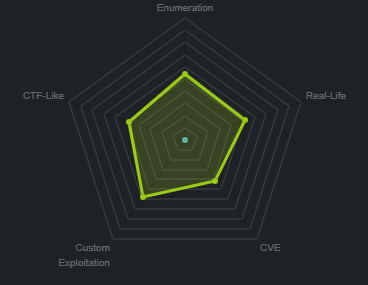 Enumeration
CTF-Like
Real-Life
Custom
Exploitation
CVE